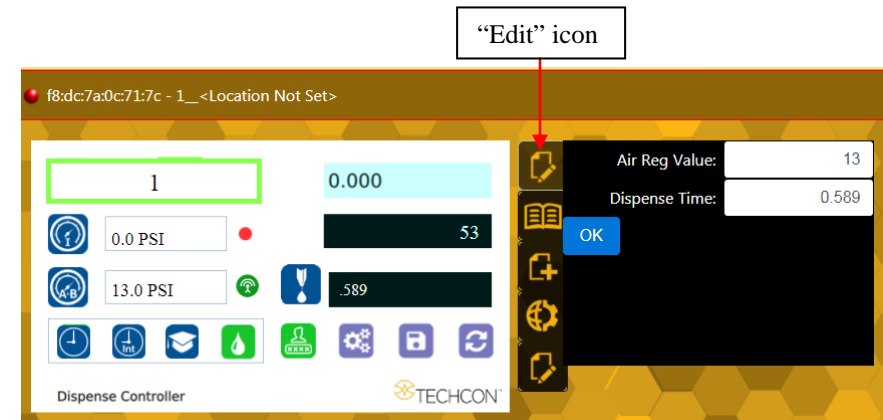 “Edit” icon
f8:dc:7a:0c:71:7c - 1__<Location Not Set>
1
0.000
0.0 PSI
53
13.0 PSI
.589
Int
A-B
I
Dispense Controller
TECHCON
Air Reg Value:
13
Dispense Time:
0.589
OK